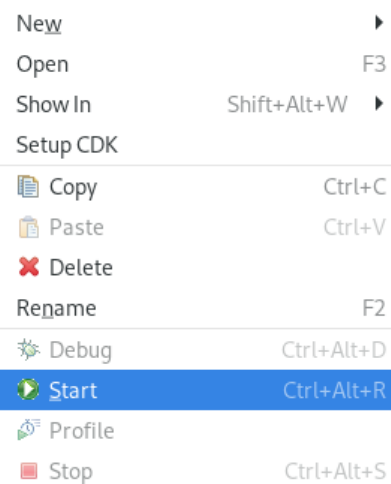 New
Open F3
Show In Shift+Alt+W
Setup CDK
Copy Ctrl+C
Paste Ctrl+V
Delete
Rename F2
Debug Ctrl+Alt+D
Start Ctrl+Alt+R
Profile
Stop Ctrl+Alt+S